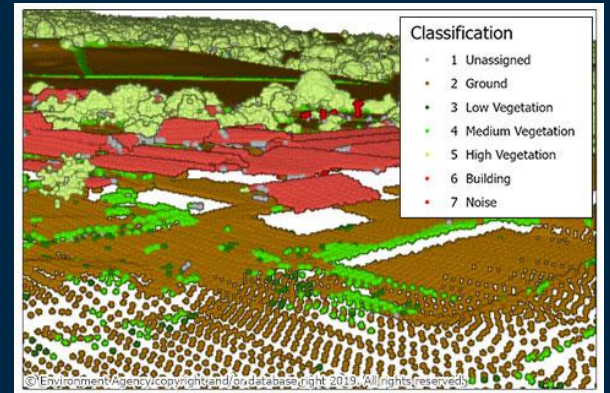 Classification
1 Unassigned
2 Ground
3 Low Vegetation
4 Medium Vegetation
5 High Vegetation
6 Building
7 Noise
© Environment Agency copyright and/or database right 2019. All rights reserved.